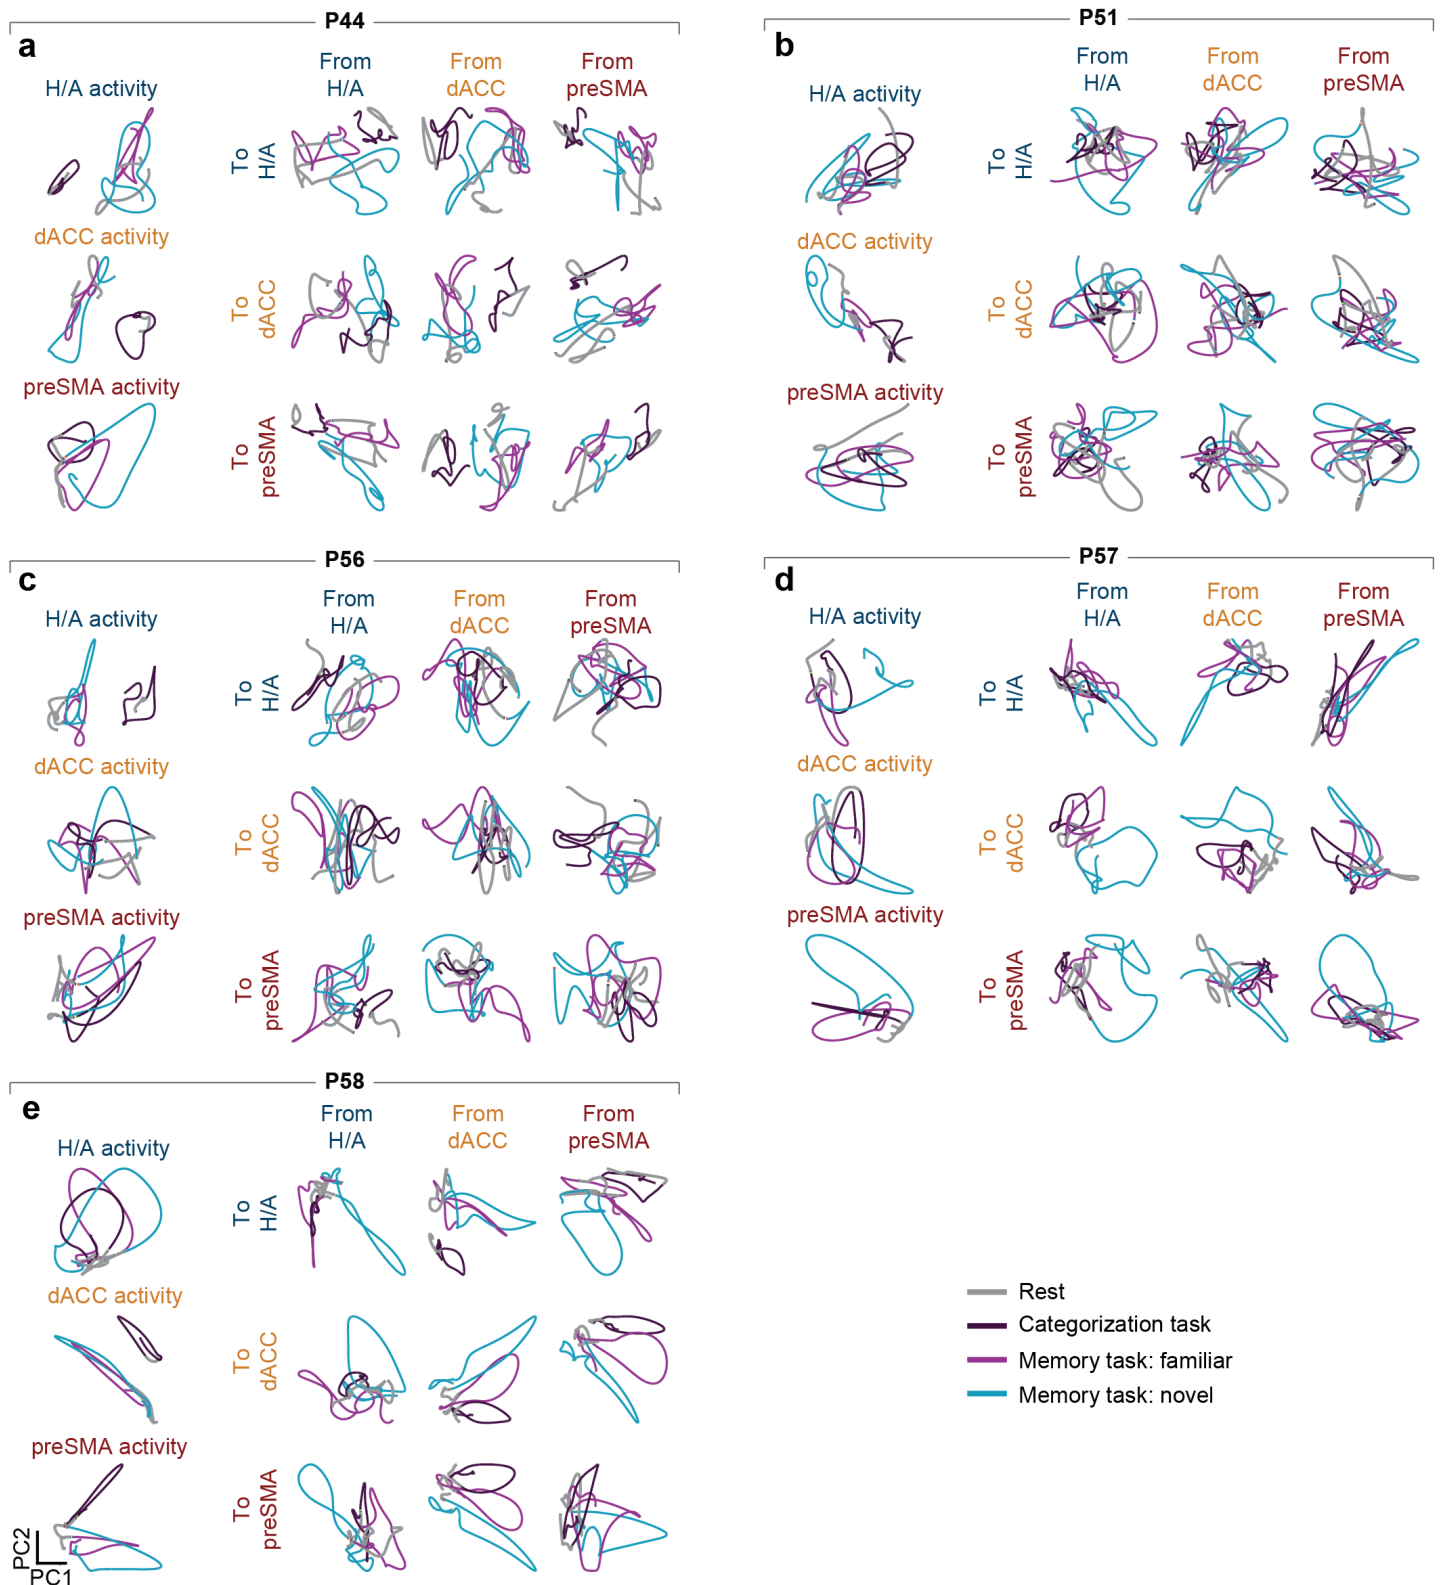 P44
a
H/A activity
From
H/A
From
dACC
From
preSMA
To
H/A
dACC activity
To
dACC
preSMA activity
To
preSMA
P51
b
H/A activity
From
H/A
From
dACC
From
preSMA
To
H/A
dACC activity
To
dACC
preSMA activity
To
preSMA
P56
c
H/A activity
From
H/A
From
dACC
From
preSMA
To
H/A
dACC activity
To
dACC
preSMA activity
To
preSMA
P57
d
H/A activity
From
H/A
From
dACC
From
preSMA
To
H/A
dACC activity
To
dACC
preSMA activity
To
preSMA
P58
e
H/A activity
From
H/A
From
dACC
From
preSMA
To
H/A
dACC activity
To
dACC
preSMA activity
To
preSMA
PC2
PC1
Rest
Categorization task
Memory task: familiar
Memory task: novel